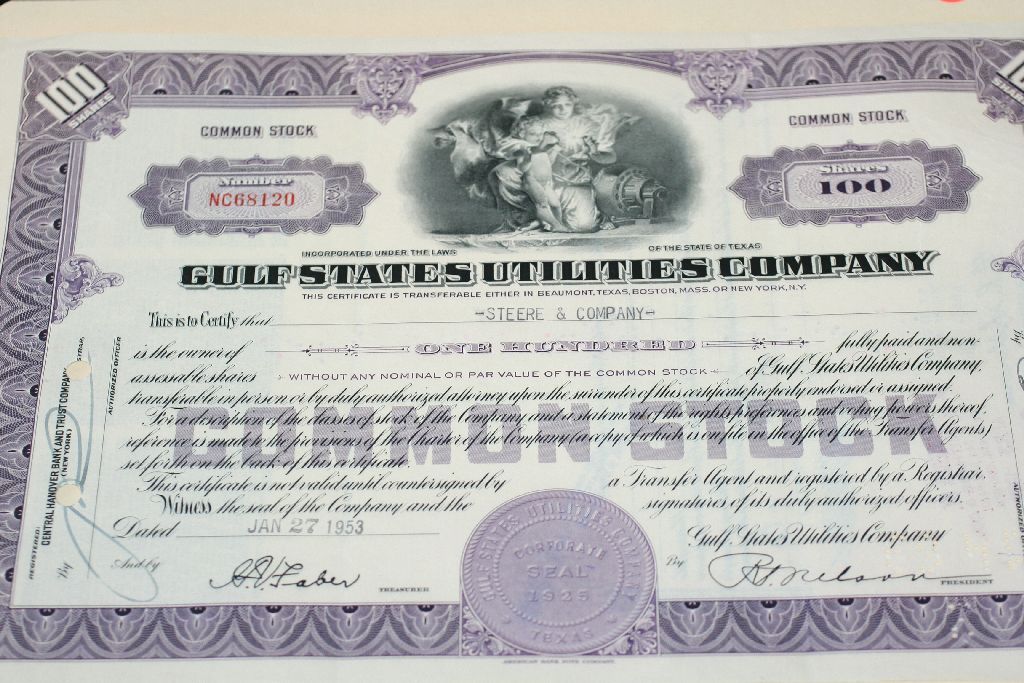 100
SHARES
COMMON STOCK
COMMON STOCK
Number
NC68120
Shares
100
INCORPORATED UNDER THE LAWS
OF THE STATE OF TEXAS
GULF STATES UTILITIES COMPANY
THIS CERTIFICATE IS TRANSFERABLE EITHER IN BEAUMONT, TEXAS, BOSTON, MASS. OR NEW YORK, N.Y.
This is to Certify that
-STEERE & COMPANY-
is the owner of
ONE HUNDRED
fully paid and non-
assessable shares
WITHOUT ANY NOMINAL OR PAR VALUE OF THE COMMON STOCK
of Gulf States Utilities Company,
transferable in person or by duly authorized attorney upon the surrender of this certificate properly endorsed or assigned.
For a description of the classes of stock of the Company and a statement of the rights, preferences and voting powers thereof,
reference is made to the provisions of the Charter of the Company (a copy of which is on file in the office of the Transfer Agents)
set forth on the back of this certificate.
COMMON STOCK
This certificate is not valid until countersigned by
a Transfer Agent and registered by a Registrar.
Witness the seal of the Company and the
signatures of its duly authorized officers.
Dated
JAN 27 1953
Gulf States Utilities Company
And by
A.V. Faber
TREASURER
By
R.S. Nelson
PRESIDENT
GULF STATES UTILITIES COMPANY
CORPORATE
SEAL
1925
TEXAS
AMERICAN BANK NOTE COMPANY
REGISTERED:
CENTRAL HANOVER BANK AND TRUST COMPANY
(NEW YORK)
By
AUTHORIZED OFFICER